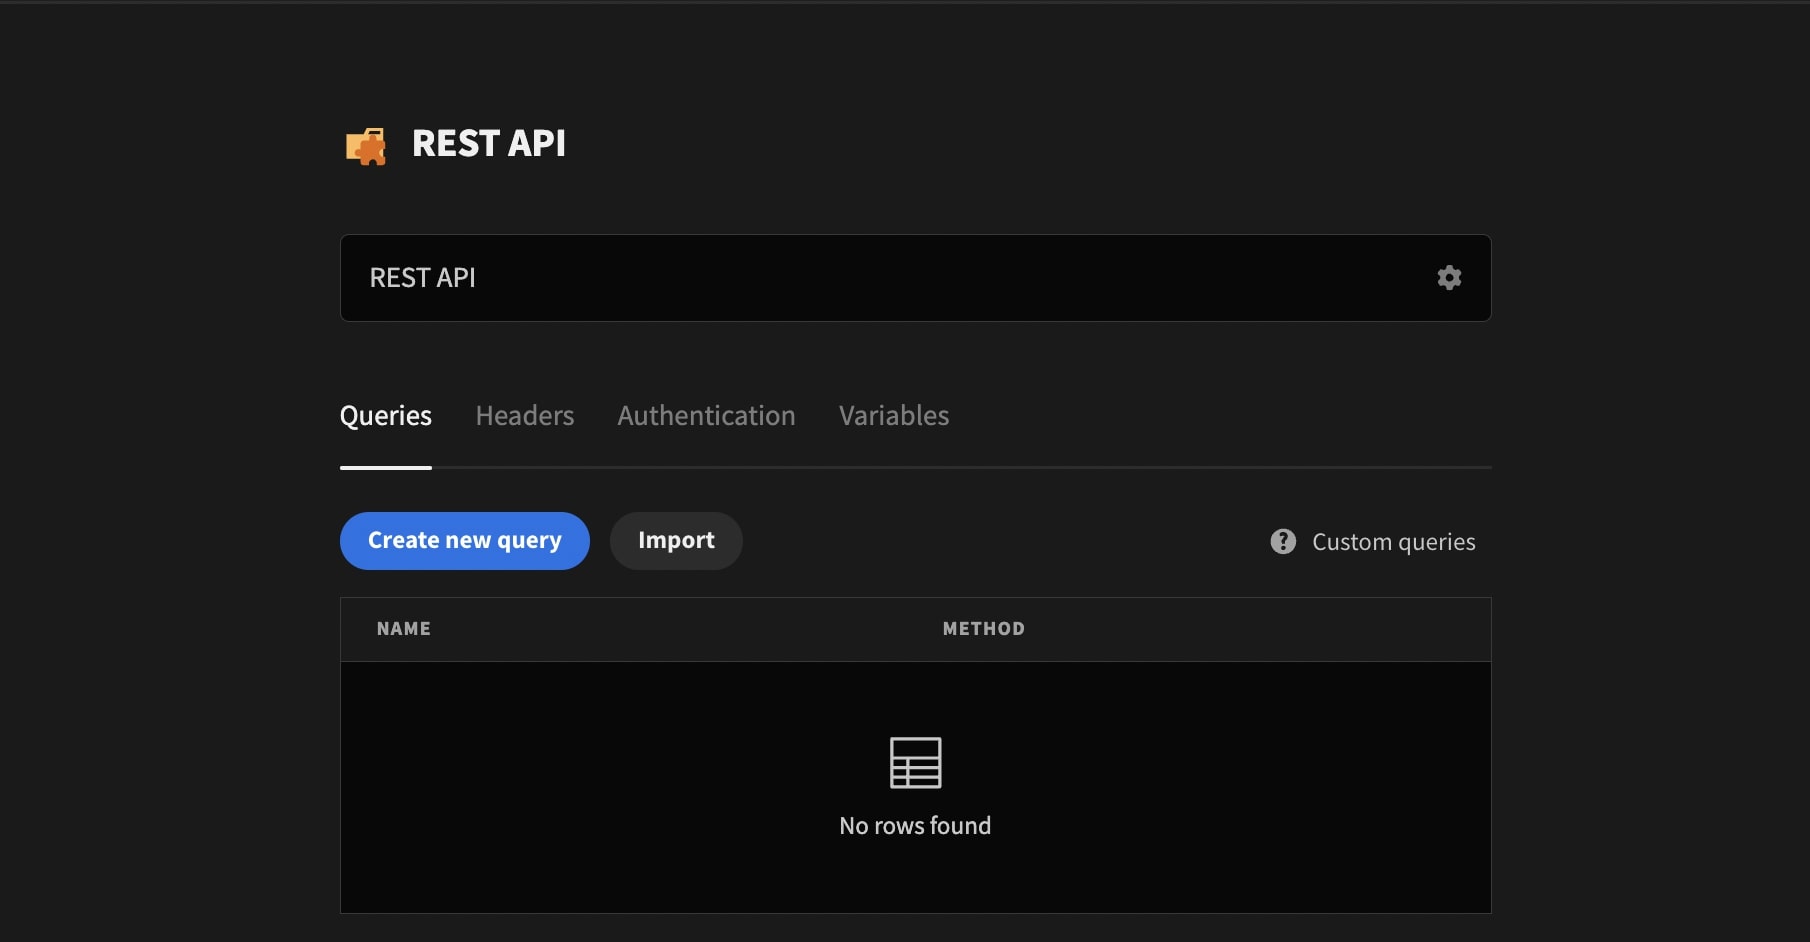 REST API
REST API
Queries Headers Authentication Variables
Create new query Import ? Custom queries
NAME METHOD
No rows found